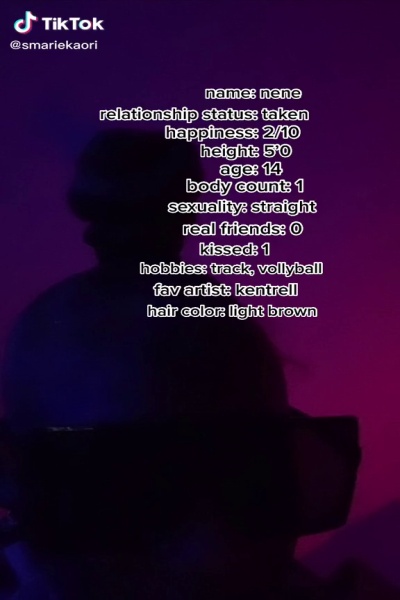 TikTok
@smariekaori
name: nene
relationship status: taken
happiness: 2/10
height: 5'0
age: 14
body count: 1
sexuality: straight
real friends: 0
kissed: 1
hobbies: track, vollyball
fav artist: kentrell
hair color: light brown